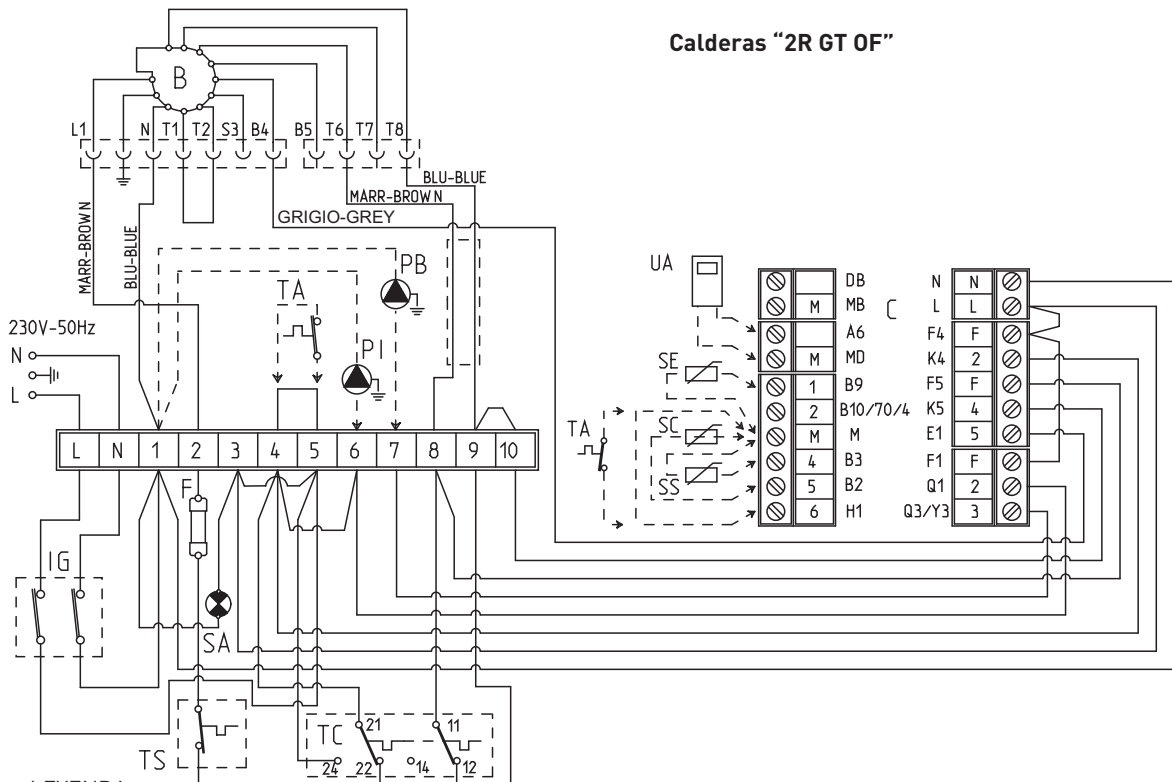 Calderas “2R GT OF”
B
L1 N T1 T2 S3 B4 B5 T6 T7 T8
BLU-BLUE
MARR-BROWN
GRIGIO-GREY
MARR-BROWN
BLU-BLUE
230V-50Hz
N
L
TA
PB
PI
UA
SE
SC
SS
TA
DB
M MB
A6
M MD
1 B9
2 B10/70/4
M M
4 B3
5 B2
6 H1
C
N N
L L
F4 F
K4 2
F5 F
K5 4
E1 5
F1 F
Q1 2
Q3/Y3 3
L N 1 2 3 4 5 6 7 8 9 10
F
IG
SA
TS
TC
21 11
24 22 14 12